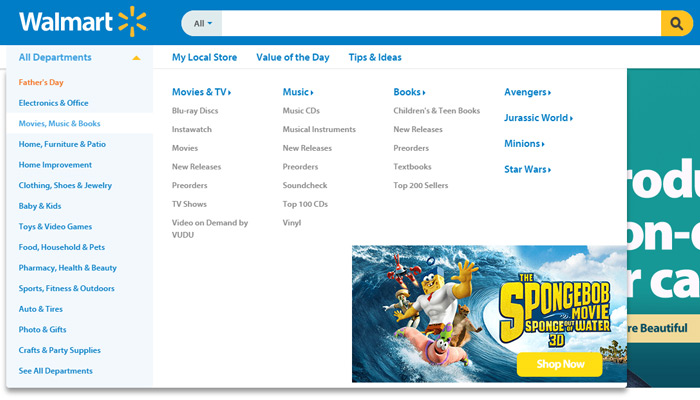 Walmart
All
All Departments
My Local Store
Value of the Day
Tips & Ideas
Father's Day
Electronics & Office
Movies, Music & Books
Home, Furniture & Patio
Home Improvement
Clothing, Shoes & Jewelry
Baby & Kids
Toys & Video Games
Food, Household & Pets
Pharmacy, Health & Beauty
Sports, Fitness & Outdoors
Auto & Tires
Photo & Gifts
Crafts & Party Supplies
See All Departments
Movies & TV
Blu-ray Discs
Instawatch
Movies
New Releases
Preorders
TV Shows
Video on Demand by
VUDU
Music
Music CDs
Musical Instruments
New Releases
Preorders
Soundcheck
Top 100 CDs
Vinyl
Books
Children's & Teen Books
New Releases
Preorders
Textbooks
Top 200 Sellers
Avengers
Jurassic World
Minions
Star Wars
THE
SPONGEBOB
MOVIE
SPONGE OUT OF WATER
3D
Shop Now
rodu
on-c
r ca
re Beautiful